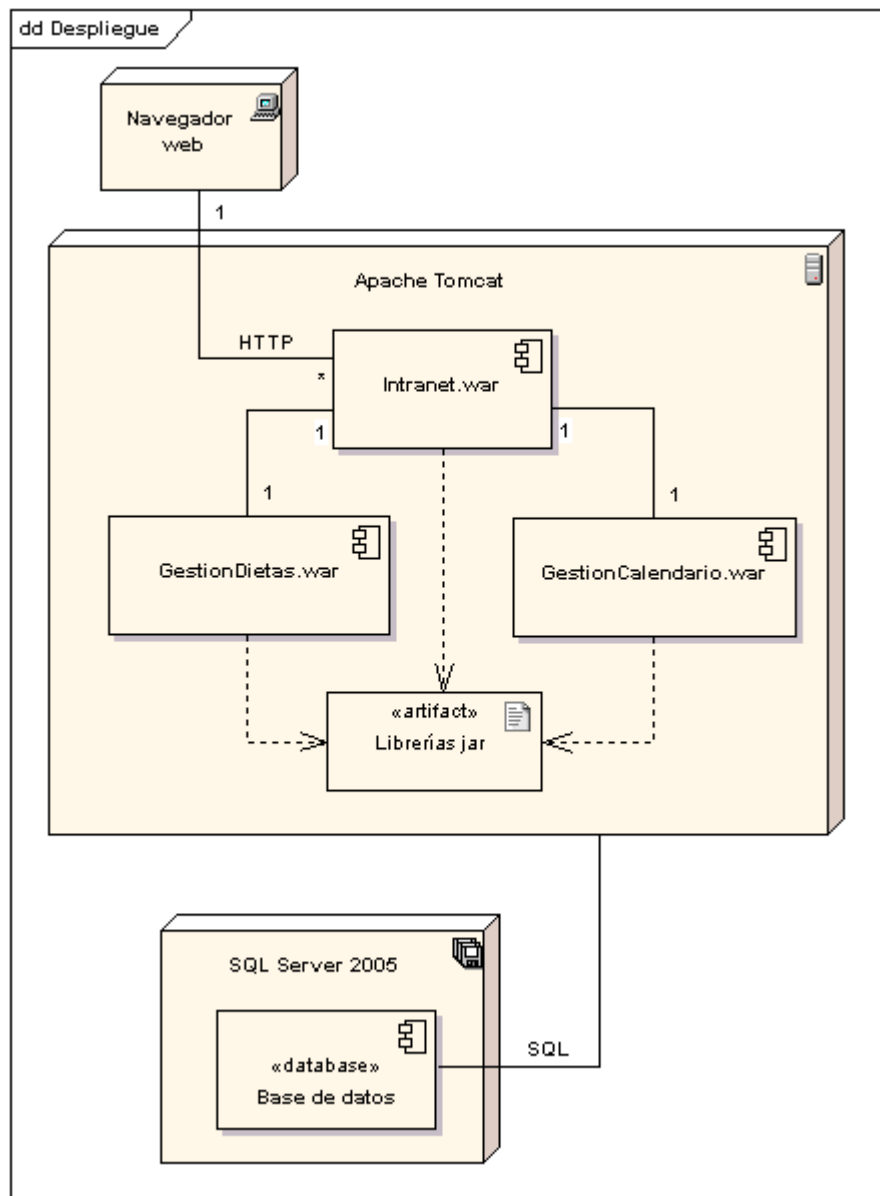 dd Despliegue
Navegador
web
1
Apache Tomcat
HTTP
*
Intranet.war
1
1
1
1
GestionDietas.war
GestionCalendario.war
«artifact»
Librerías jar
SQL Server 2005
SQL
«database»
Base de datos